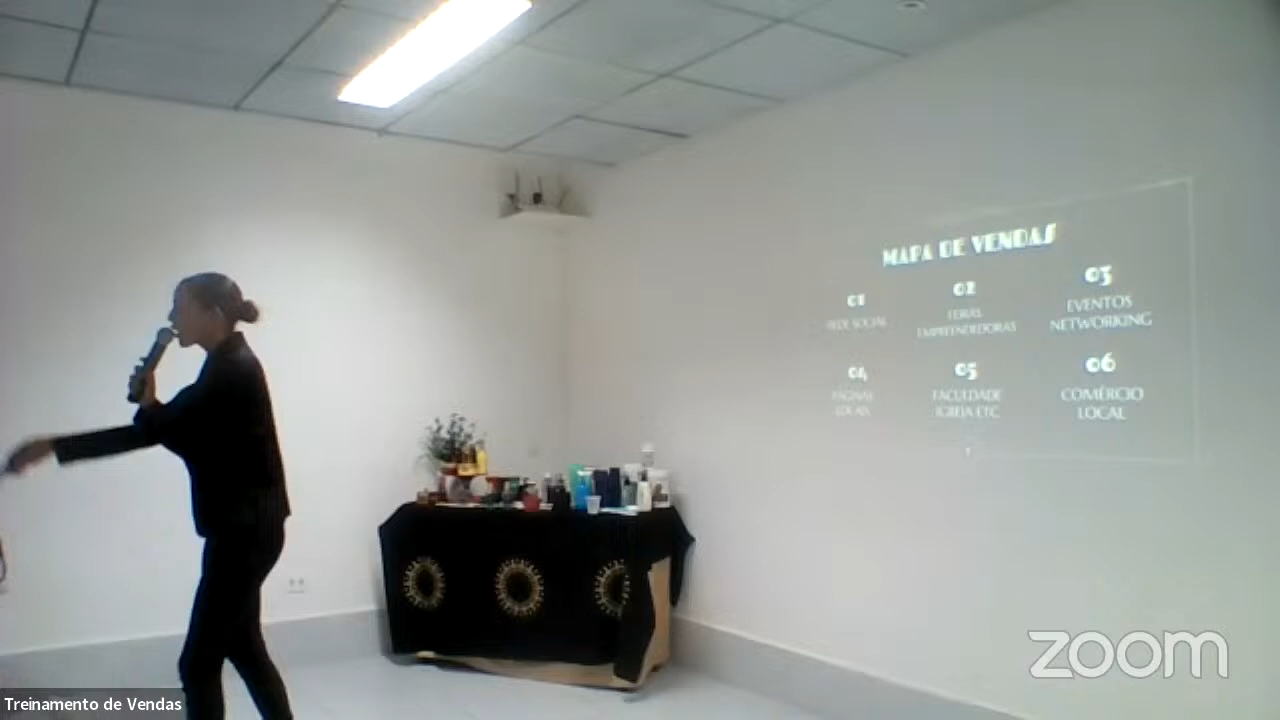 MAPA DE VENDAS
01
02
03
REDE SOCIAL
FEIRAS
EMPREENDEDORAS
EVENTOS
NETWORKING
04
05
06
PÁGINAS
LOCAIS
FACULDADE
IGREJA ETC
COMÉRCIO
LOCAL
zoom
Treinamento de Vendas